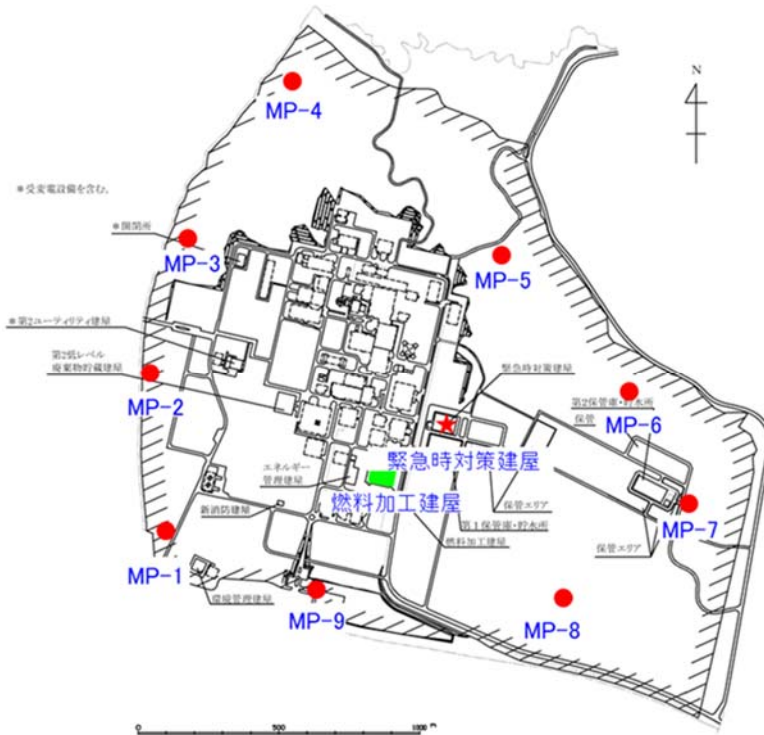 N
MP-4
※受変電設備を含む。
※開閉所
MP-3
MP-5
※第2ユーティリティ建屋
第2低レベル
廃棄物貯蔵建屋
緊急時対策建屋
MP-2
第2保管庫・貯水所
保管
MP-6
緊急時対策建屋
エネルギー
管理建屋
燃料加工建屋
保管エリア
MP-7
新消防建屋
第1保管庫・貯水所
燃料加工建屋
保管エリア
MP-1
環境管理建屋
MP-9
MP-8
0 500 1000 m